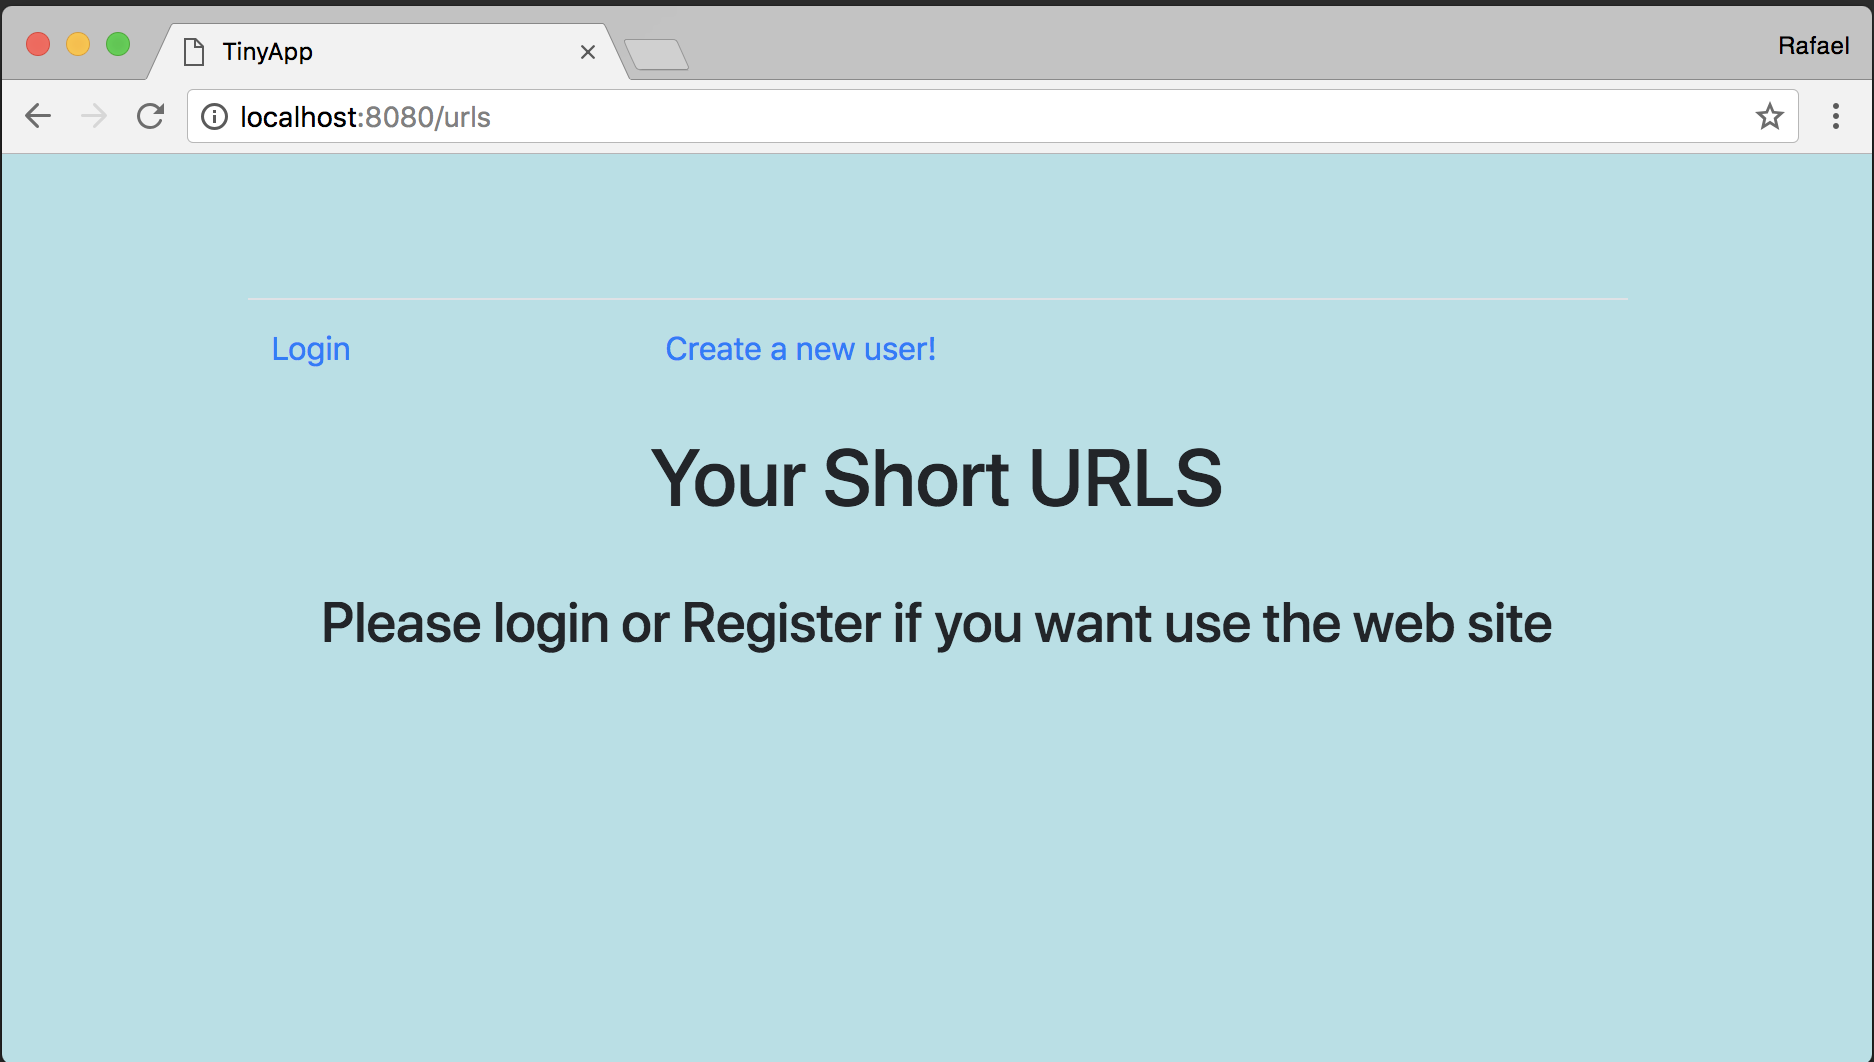 TinyApp
Rafael
localhost:8080/urls
Login
Create a new user!
Your Short URLS
Please login or Register if you want use the web site